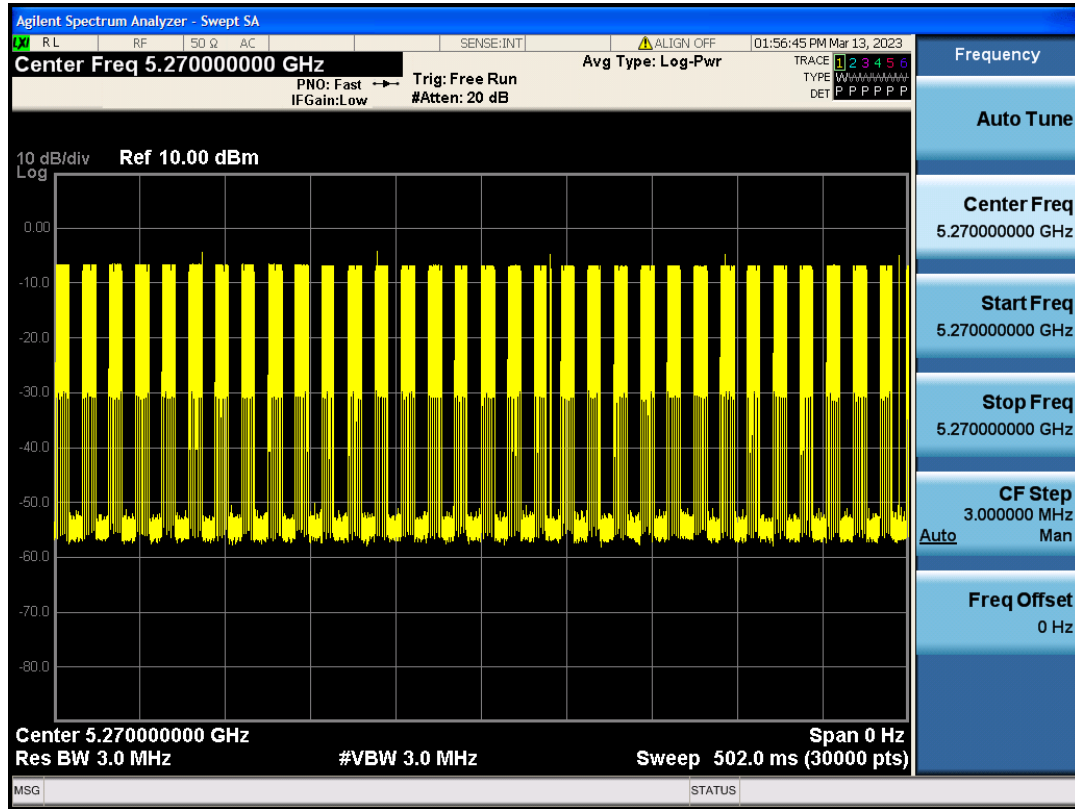 Agilent Spectrum Analyzer - Swept SA
LXI RL RF 50 Ω AC SENSE:INT ALIGN OFF 01:56:45 PM Mar 13, 2023
Center Freq 5.270000000 GHz
PNO: Fast
IFGain:Low
Trig: Free Run
#Atten: 20 dB
Avg Type: Log-Pwr
TRACE 1 2 3 4 5 6
TYPE
DET P P P P P P
10 dB/div Ref 10.00 dBm
Log
0.00
-10.0
-20.0
-30.0
-40.0
-50.0
-60.0
-70.0
-80.0
Center 5.270000000 GHz Span 0 Hz
Res BW 3.0 MHz #VBW 3.0 MHz Sweep 502.0 ms (30000 pts)
MSG STATUS
Frequency
Auto Tune
Center Freq
5.270000000 GHz
Start Freq
5.270000000 GHz
Stop Freq
5.270000000 GHz
CF Step
3.000000 MHz
Auto Man
Freq Offset
0 Hz